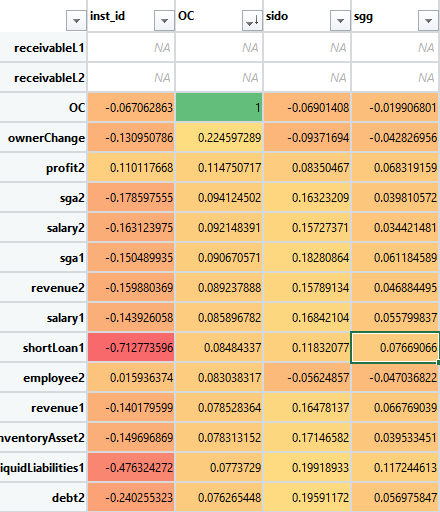 inst_id OC sido sgg
receivableL1 NA NA NA NA
receivableL2 NA NA NA NA
OC -0.067062863 1 -0.06901408 -0.019906801
ownerChange -0.130950786 0.224597289 -0.09371694 -0.042826956
profit2 0.110117668 0.114750717 0.08350467 0.068319159
sga2 -0.178597555 0.094124502 0.16323209 0.039810572
salary2 -0.163123975 0.092148391 0.15727371 0.034421481
sga1 -0.150489935 0.090670571 0.18280864 0.061184589
revenue2 -0.159880369 0.089237888 0.15789134 0.046884495
salary1 -0.143926058 0.085896782 0.16842104 0.055799837
shortLoan1 -0.712773596 0.08484337 0.11832077 0.07669066
employee2 0.015936374 0.083038317 -0.05624857 -0.047036822
revenue1 -0.140179599 0.078528364 0.16478137 0.066769039
nventoryAsset2 -0.149696869 0.078313152 0.17146582 0.039533451
iquidLiabilities1 -0.476324272 0.0773729 0.19918933 0.117244613
debt2 -0.240255323 0.076265448 0.19591172 0.056975847